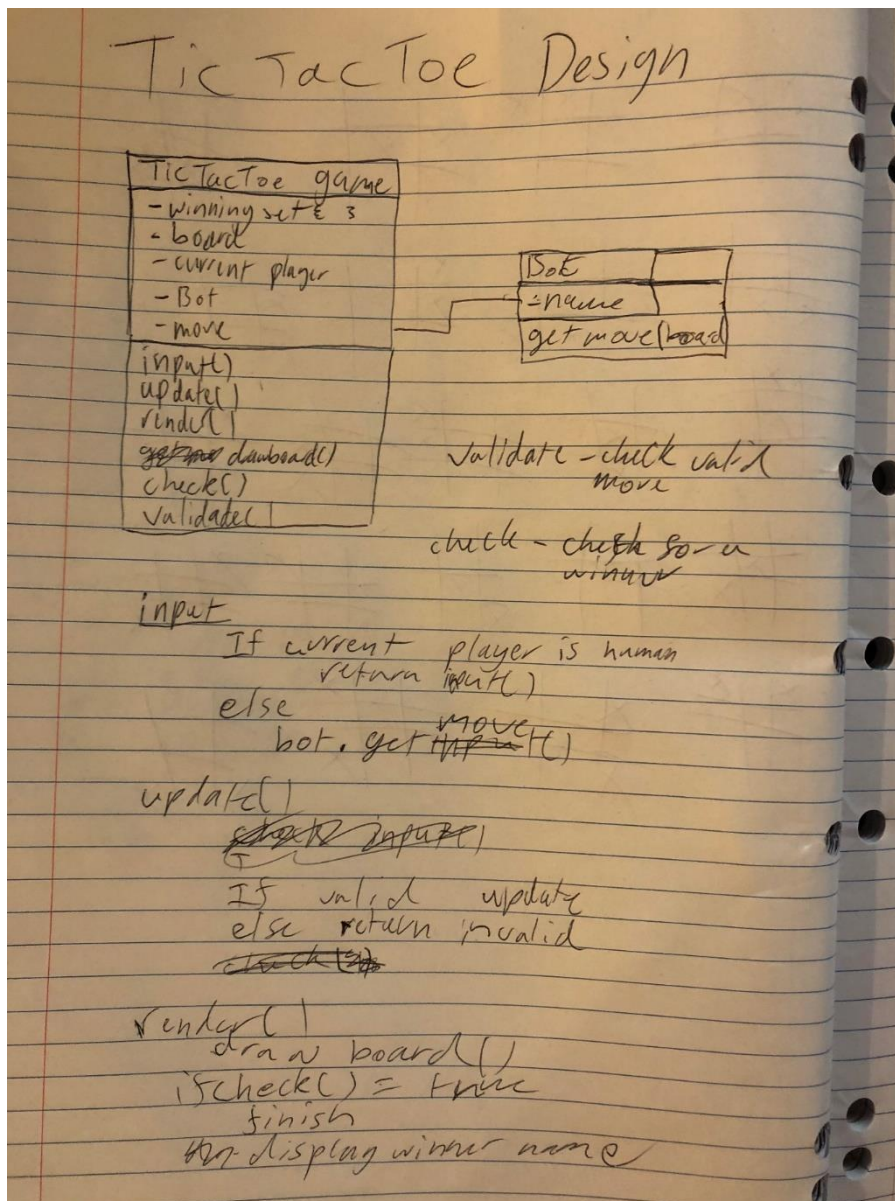 TicTacToe Design
TicTacToe game
- winning set { }
- board
- current player
- Bot
- move
input()
update()
render()
drawboard()
check()
validate()
Bot
- name
get move(board)
validate - check valid
move
check - check for a
winner
input
If current player is human
return input()
else
move
bot. get t()
update()
If valid update
else return invalid
render()
draw board()
if check() = true
finish
display winner name